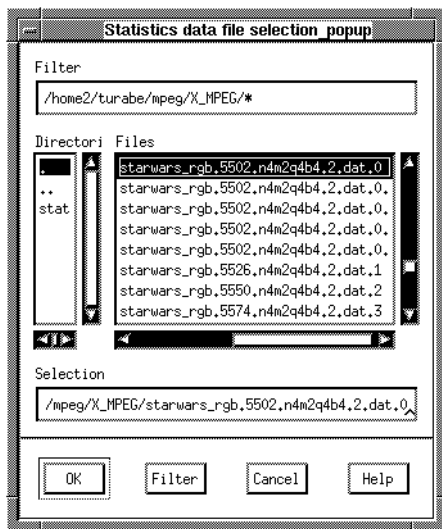 Statistics data file selection_popup
Filter
/home2/turabe/mpeg/X_MPEG/*
Directori Files
. starwars_rgb.5502.n4m2q4b4.2.dat.0
.. starwars_rgb.5502.n4m2q4b4.2.dat.0.
stat starwars_rgb.5502.n4m2q4b4.2.dat.0.
starwars_rgb.5502.n4m2q4b4.2.dat.0.
starwars_rgb.5502.n4m2q4b4.2.dat.0.
starwars_rgb.5526.n4m2q4b4.2.dat.1
starwars_rgb.5550.n4m2q4b4.2.dat.2
starwars_rgb.5574.n4m2q4b4.2.dat.3
Selection
/mpeg/X_MPEG/starwars_rgb.5502.n4m2q4b4.2.dat.0
OK Filter Cancel Help